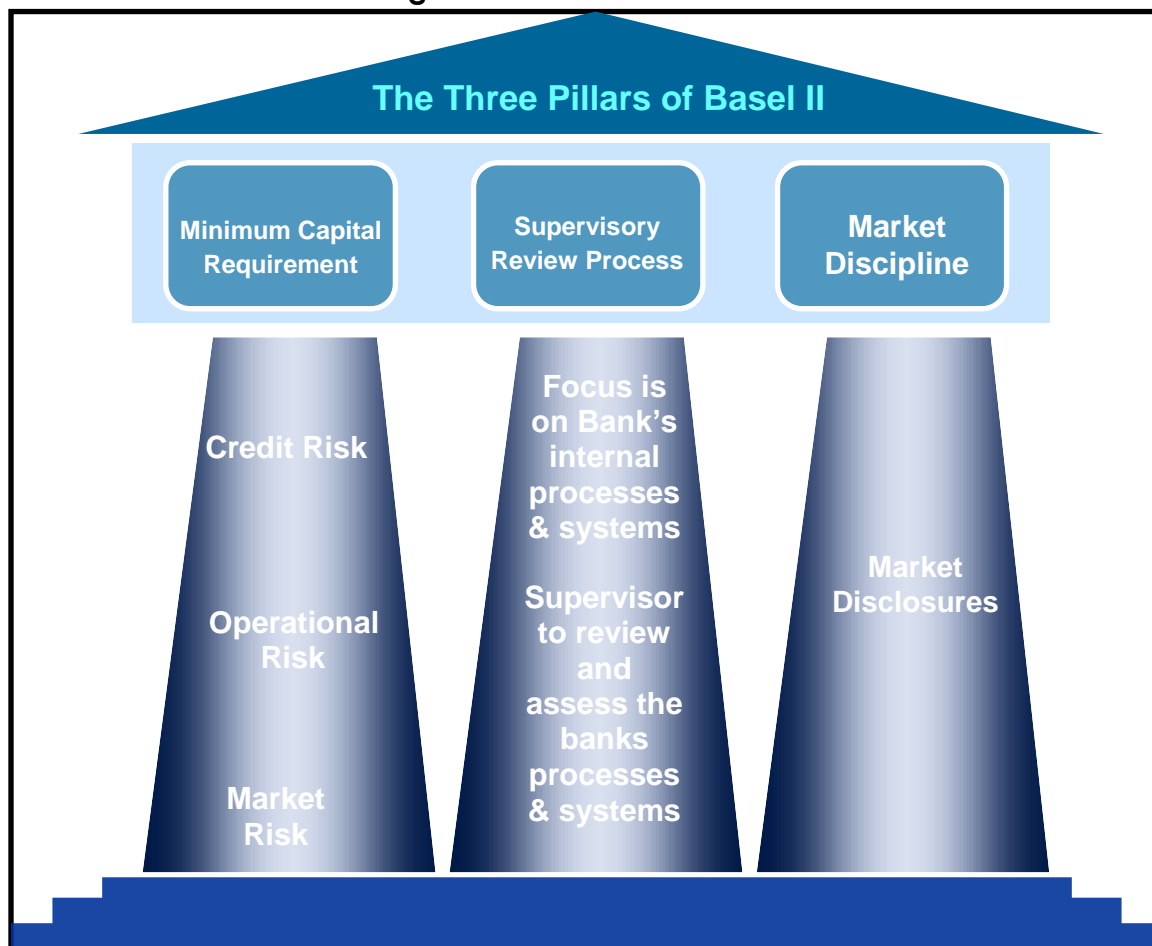 The Three Pillars of Basel II
Minimum Capital
Requirement
Supervisory
Review Process
Market
Discipline
Credit Risk
Operational
Risk
Market
Risk
Focus is
on Bank’s
internal
processes
& systems
Supervisor
to review
and
assess the
banks
processes
& systems
Market
Disclosures